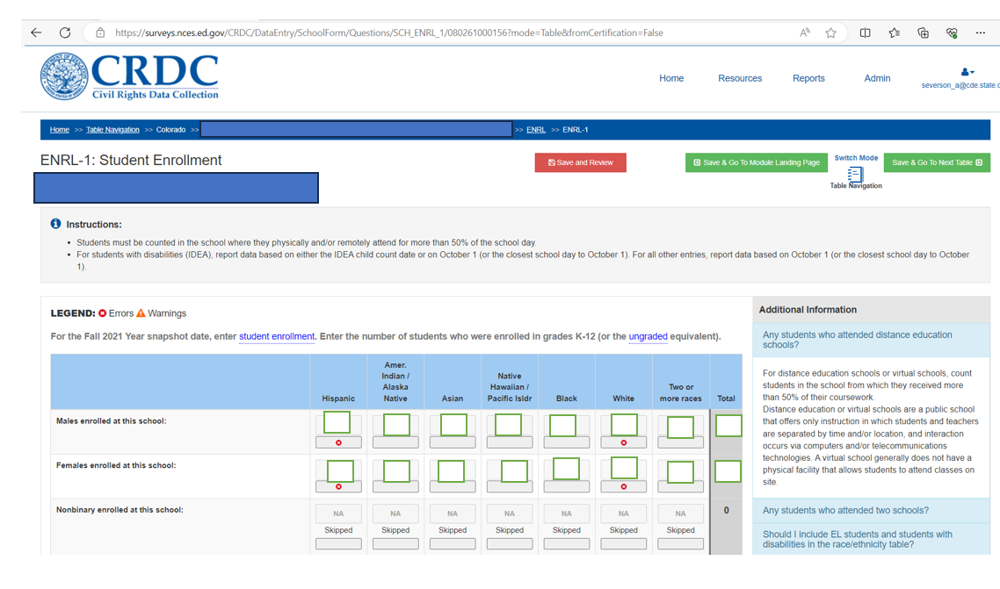 https://surveys.nces.ed.gov/CRDC/DataEntry/SchoolForm/Questions/SCH_ENRL_1/080261000156?mode=Table&fromCertification=False
CRDC
Civil Rights Data Collection
Home Resources Reports Admin
severson_a@cde.state.c
Home >> Table Navigation >> Colorado >> >> ENRL >> ENRL-1
ENRL-1: Student Enrollment
Save and Review
Save & Go To Module Landing Page
Switch Mode
Table Navigation
Save & Go To Next Table
Instructions:
• Students must be counted in the school where they physically and/or remotely attend for more than 50% of the school day.
• For students with disabilities (IDEA), report data based on either the IDEA child count date or on October 1 (or the closest school day to October 1). For all other entries, report data based on October 1 (or the closest school day to October
1).
LEGEND: Errors Warnings
For the Fall 2021 Year snapshot date, enter student enrollment. Enter the number of students who were enrolled in grades K-12 (or the ungraded equivalent).
Hispanic
Amer.
Indian /
Alaska
Native
Asian
Native
Hawaiian /
Pacific Isldr
Black
White
Two or
more races
Total
Males enrolled at this school:
Females enrolled at this school:
Nonbinary enrolled at this school:
NA NA NA NA NA NA NA 0
Skipped Skipped Skipped Skipped Skipped Skipped Skipped
Additional Information
Any students who attended distance education
schools?
For distance education schools or virtual schools, count
students in the school from which they received more
than 50% of their coursework.
Distance education or virtual schools are a public school
that offers only instruction in which students and teachers
are separated by time and/or location, and interaction
occurs via computers and/or telecommunications
technologies. A virtual school generally does not have a
physical facility that allows students to attend classes on
site.
Any students who attended two schools?
Should I include EL students and students with
disabilities in the race/ethnicity table?